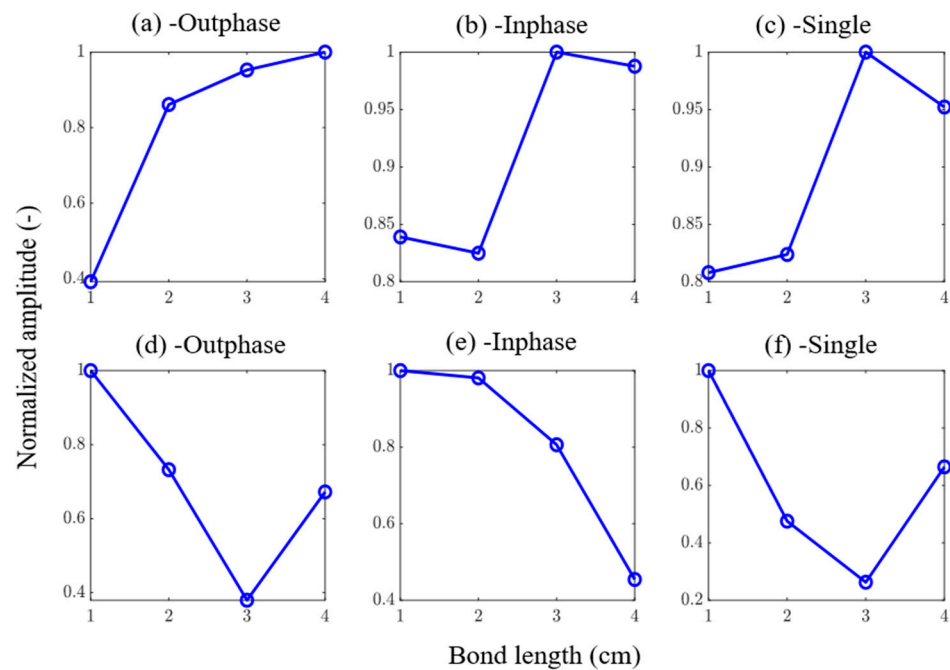 (a) -Outphase
(b) -Inphase
(c) -Single
1
0.8
0.6
0.4
1 2 3 4
1
0.95
0.9
0.85
0.8
1 2 3 4
1
0.95
0.9
0.85
0.8
1 2 3 4
Normalized amplitude (-)
(d) -Outphase
(e) -Inphase
(f) -Single
1
0.8
0.6
0.4
1 2 3 4
1
0.8
0.6
0.4
1 2 3 4
1
0.8
0.6
0.4
0.2
1 2 3 4
Bond length (cm)